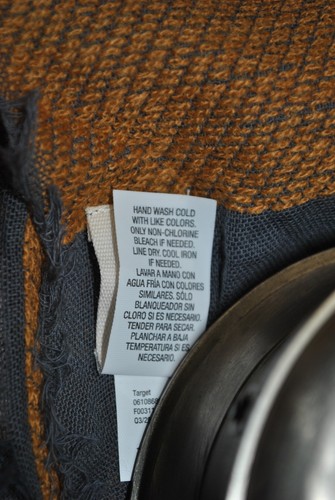 HAND WASH COLD
WITH LIKE COLORS.
ONLY NON-CHLORINE
BLEACH IF NEEDED.
LINE DRY. COOL IRON
IF NEEDED.
LAVAR A MANO CON
AGUA FRÍA CON COLORES
SIMILARES. SÓLO
BLANQUEADOR SIN
CLORO SI ES NECESARIO.
TENDER PARA SECAR.
PLANCHAR A BAJA
TEMPERATURA SI ES
NECESARIO.
Target